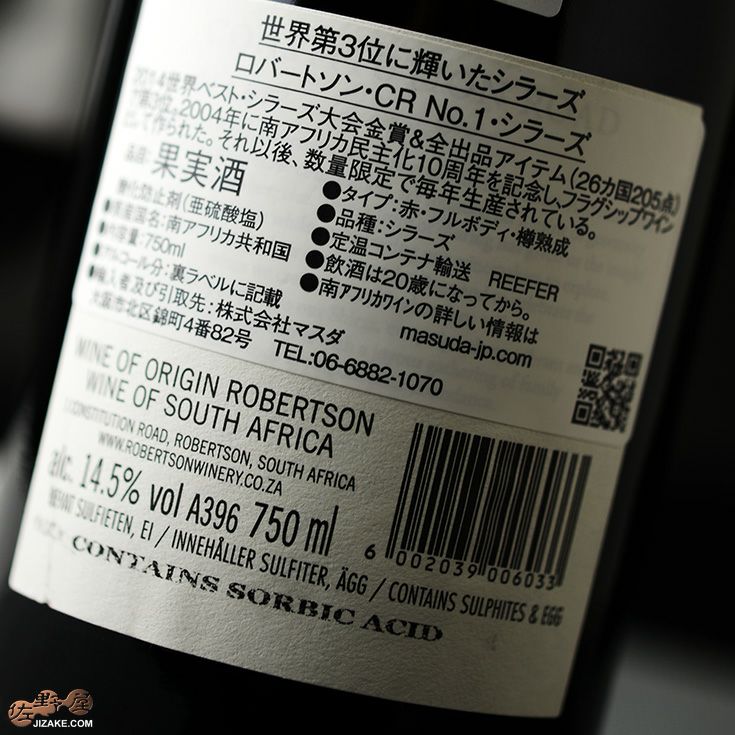 世界第3位に輝いたシラーズ
ロバートソン・CR No.1・シラーズ
2014世界ベスト・シラーズ大会金賞&全出品アイテム(26カ国205点)
で第3位。2004年に南アフリカ民主化10周年を記念し、フラグシップワイン
として作られた。それ以後、数量限定で毎年生産されている。
品目:果実酒
酸化防止剤(亜硫酸塩)
●原産国名:南アフリカ共和国
●内容量:750ml
●アルコール分:裏ラベルに記載
●輸入者及び引取先:株式会社マスダ
大阪市北区錦町4番82号 TEL:06-6882-1070
●タイプ:赤・フルボディ・樽熟成
●品種:シラーズ
●定温コンテナ輸送 REEFER
●飲酒は20歳になってから。
●南アフリカワインの詳しい情報は
masuda-jp.com
WINE OF ORIGIN ROBERTSON
WINE OF SOUTH AFRICA
1 CONSTITUTION ROAD, ROBERTSON, SOUTH AFRICA
WWW.ROBERTSONWINERY.CO.ZA
alc. 14.5% vol A396 750 ml
SULFIETEN, EI / INNEHÅLLER SULFITER, ÄGG / CONTAINS SULPHITES & EGG
CONTAINS SORBIC ACID
6 002039 006033
佐野屋
JIZAKE.COM